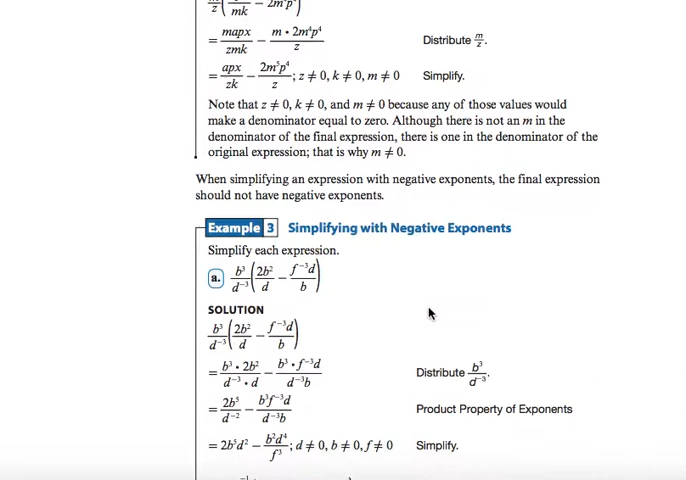 m/z ( /mk − 2m⁴p⁴)
= mapx/zmk − m • 2m⁴p⁴/z    Distribute m/z.
= apx/zk − 2m⁵p⁴/z; z ≠ 0, k ≠ 0, m ≠ 0    Simplify.
Note that z ≠ 0, k ≠ 0, and m ≠ 0 because any of those values would
make a denominator equal to zero. Although there is not an m in the
denominator of the final expression, there is one in the denominator of the
original expression; that is why m ≠ 0.
When simplifying an expression with negative exponents, the final expression
should not have negative exponents.
Example 3 Simplifying with Negative Exponents
Simplify each expression.
a. b³/d⁻³ (2b²/d − f⁻³d/b)
SOLUTION
b³/d⁻³ (2b²/d − f⁻³d/b)
= b³ • 2b²/d⁻³ • d − b³ • f⁻³d/d⁻³b    Distribute b³/d⁻³.
= 2b⁵/d⁻² − b³f⁻³d/d⁻³b    Product Property of Exponents
= 2b⁵d² − b²d⁴/f³; d ≠ 0, b ≠ 0, f ≠ 0    Simplify.